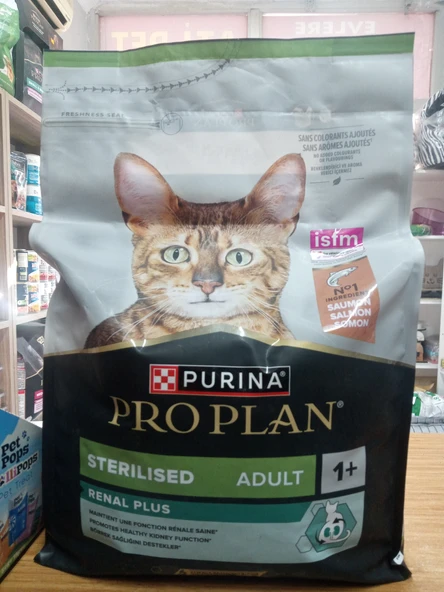 FRESHNESS SEAL
SANS COLORANTS AJOUTÉS
SANS ARÔMES AJOUTÉS
isfm
Nº1
INGREDIENT
SAUMON
SALMON
SOMON
PURINA®
PRO PLAN®
STERILISED ADULT 1+
RENAL PLUS
MAINTIENT UNE FONCTION RÉNALE SAINE*
PROMOTES HEALTHY KIDNEY FUNCTION*
BÖBREK SAĞLIĞINI DESTEKLER*
Pet
Pops